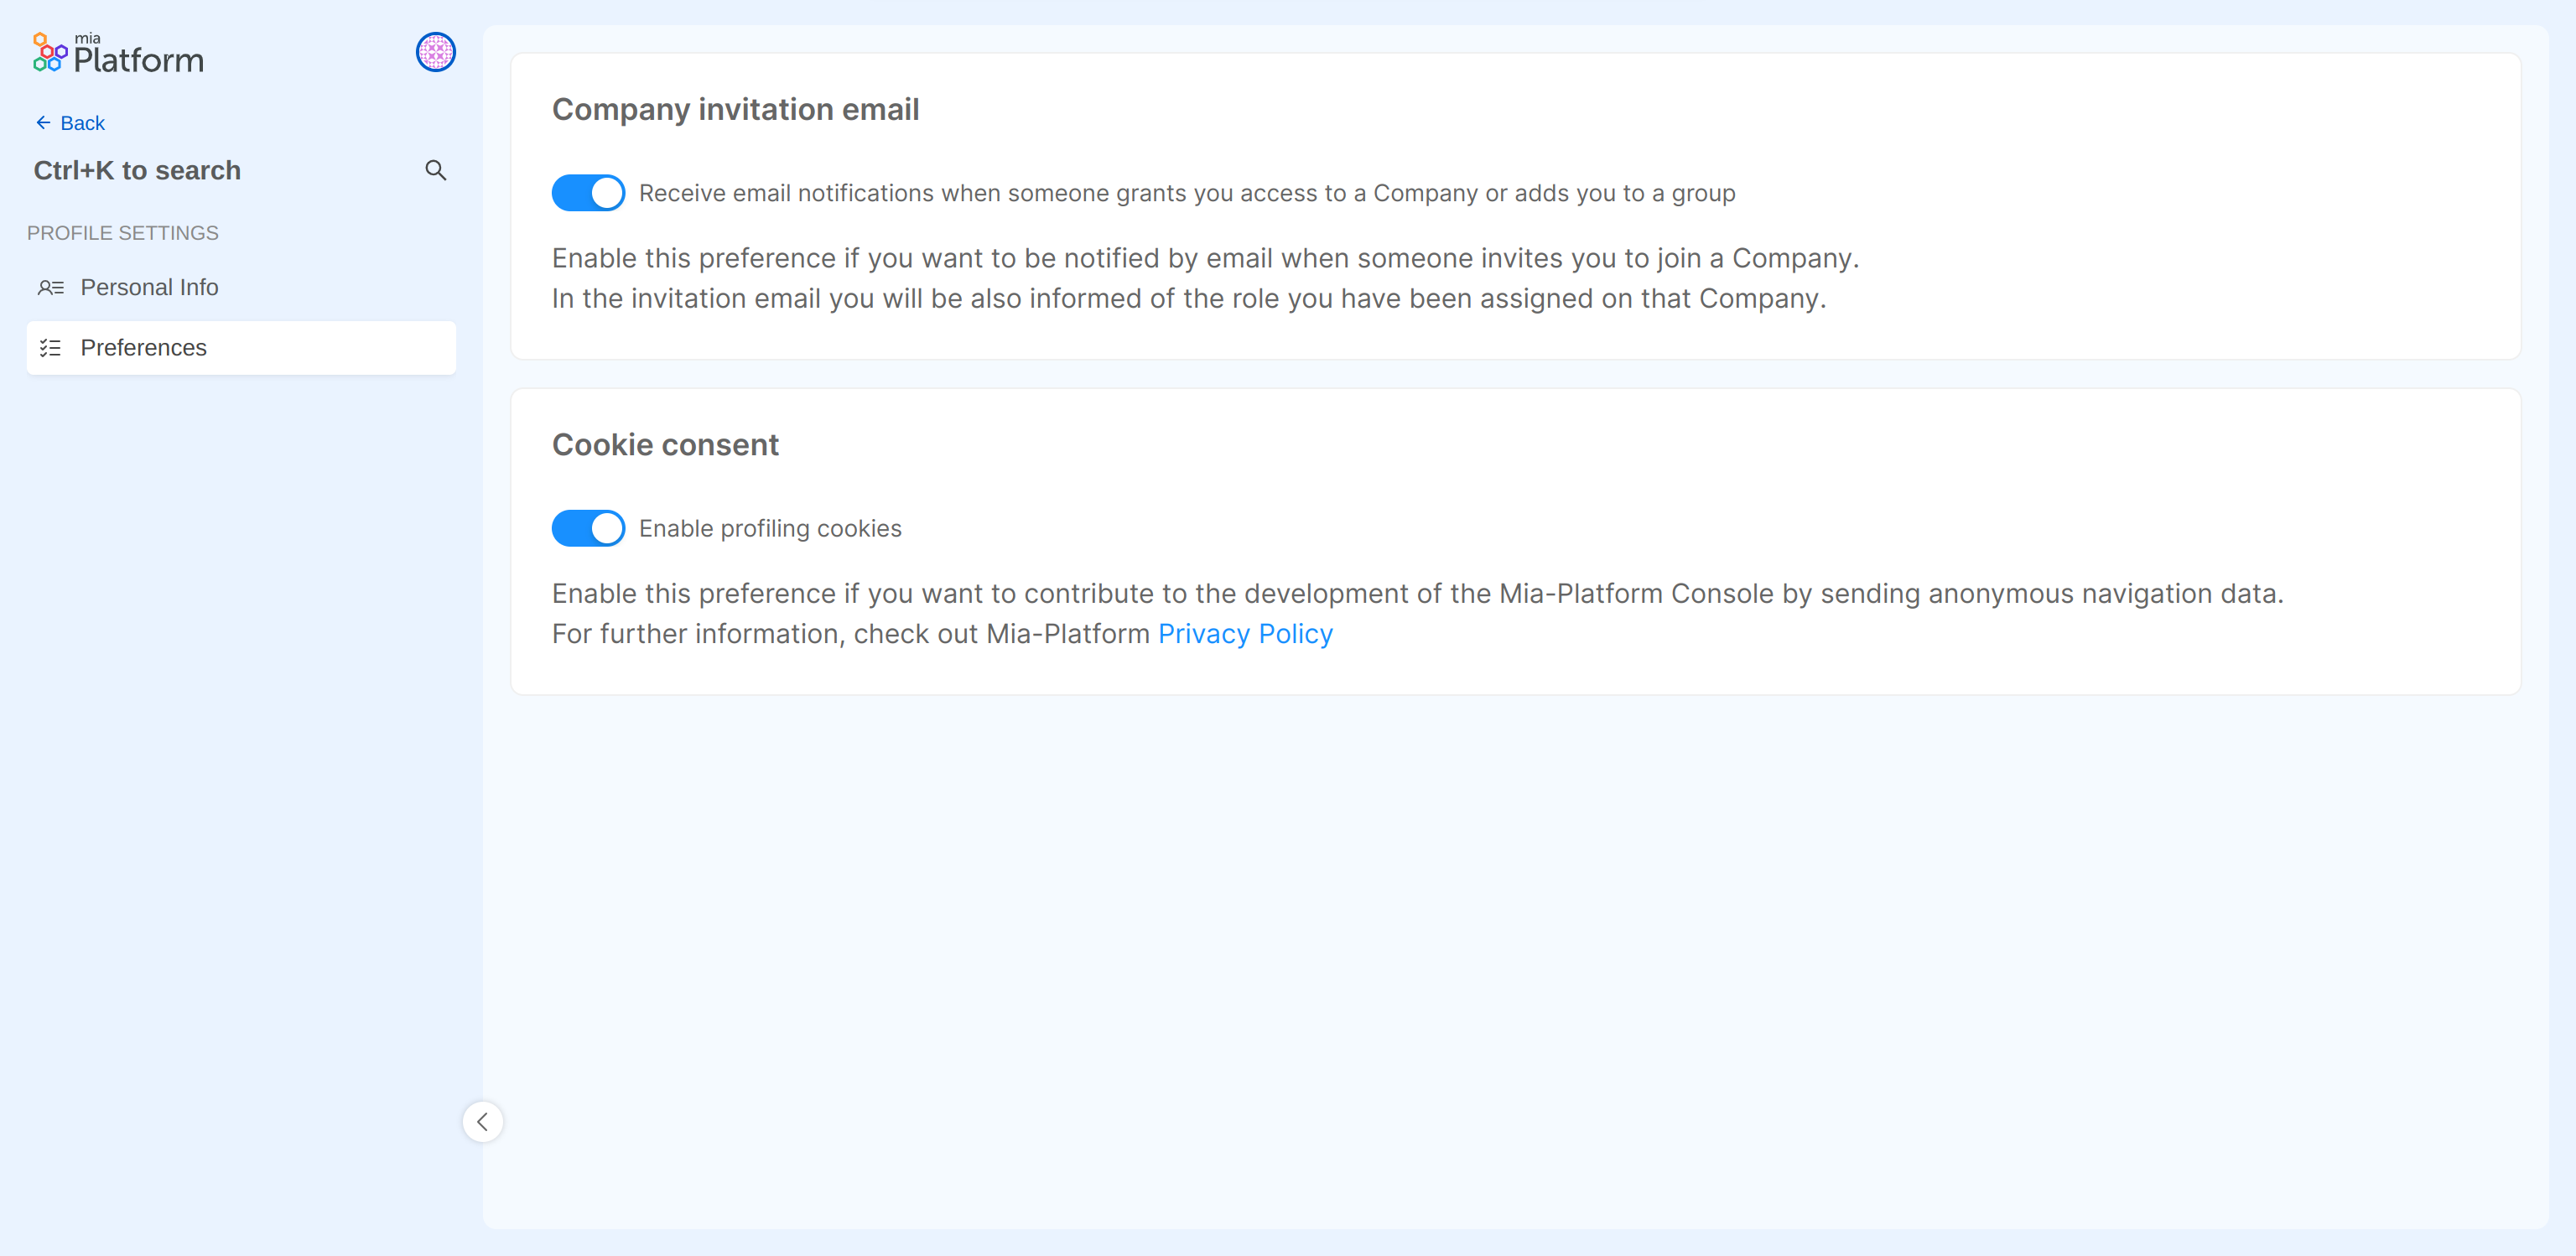 mia
Platform
Back
Ctrl+K to search
PROFILE SETTINGS
Personal Info
Preferences
Company invitation email
Receive email notifications when someone grants you access to a Company or adds you to a group
Enable this preference if you want to be notified by email when someone invites you to join a Company.
In the invitation email you will be also informed of the role you have been assigned on that Company.
Cookie consent
Enable profiling cookies
Enable this preference if you want to contribute to the development of the Mia-Platform Console by sending anonymous navigation data.
For further information, check out Mia-Platform Privacy Policy